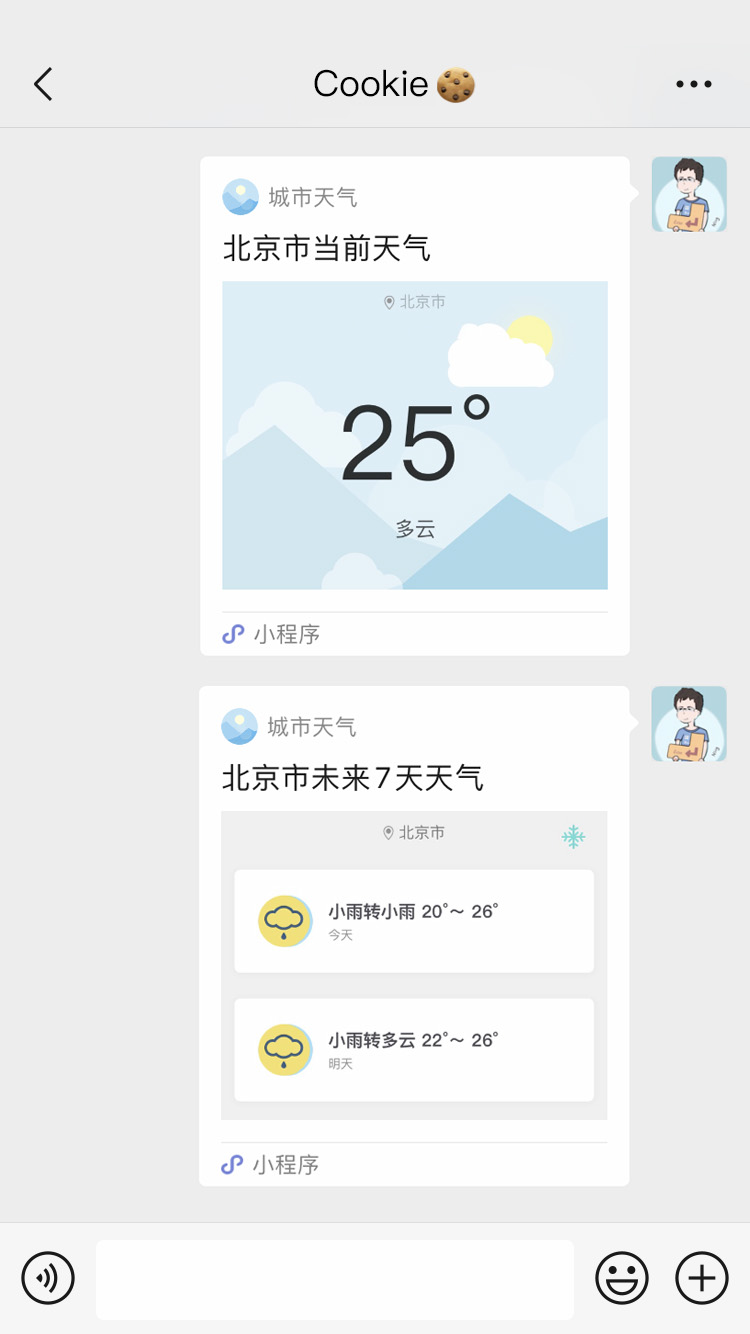 Cookie🍪
城市天气
北京市当前天气
北京市
25°
多云
小程序
城市天气
北京市未来7天天气
北京市
小雨转小雨 20°～ 26°
今天
小雨转多云 22°～ 26°
明天
小程序